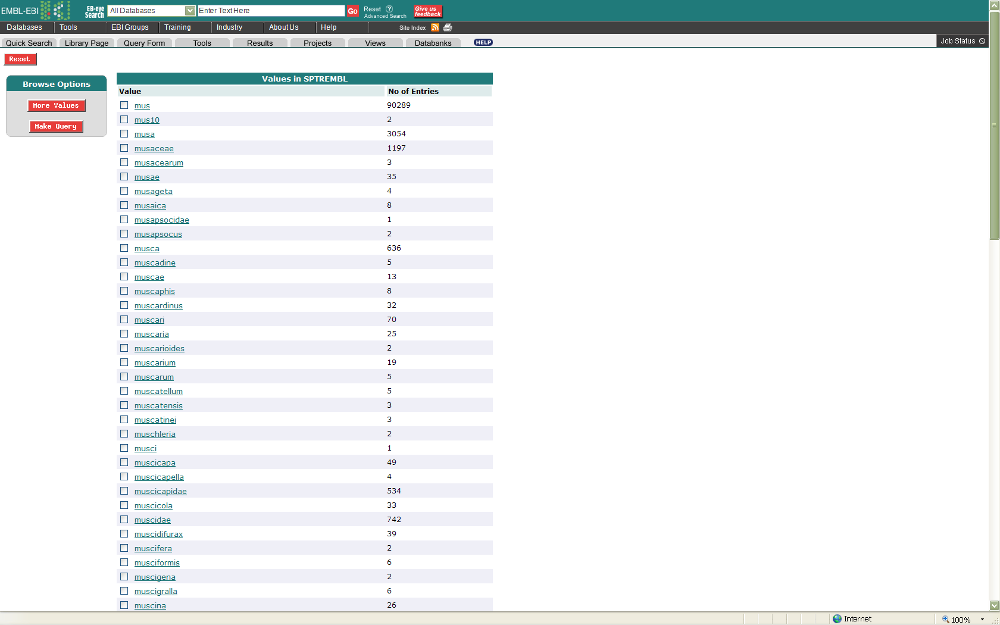 EMBL-EBI
EB-eye Search
All Databases
Enter Text Here
Go
Reset ?
Advanced Search
Give us feedback
Databases Tools EBI Groups Training Industry About Us Help Site Index
Quick Search Library Page Query Form Tools Results Projects Views Databanks HELP Job Status
Reset
Browse Options
More Values
Make Query
Values in SPTREMBL
Value No of Entries
mus 90289
mus10 2
musa 3054
musaceae 1197
musacearum 3
musae 35
musageta 4
musaica 8
musapsocidae 1
musapsocus 2
musca 636
muscadine 5
muscae 13
muscaphis 8
muscardinus 32
muscari 70
muscaria 25
muscarioides 2
muscarium 19
muscarum 5
muscatellum 5
muscatensis 3
muscatinei 3
muschleria 2
musci 1
muscicapa 49
muscicapella 4
muscicapidae 534
muscicola 33
muscidae 742
muscidifurax 39
muscifera 2
musciformis 6
muscigena 2
muscigralla 6
muscina 26
Internet 100%